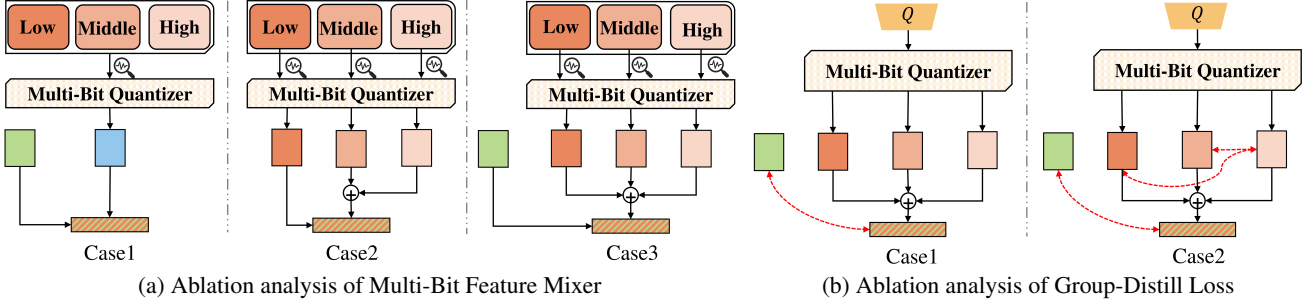 Low Middle High
Multi-Bit Quantizer
Case1
Low Middle High
Multi-Bit Quantizer
Case2
Low Middle High
Multi-Bit Quantizer
Case3
(a) Ablation analysis of Multi-Bit Feature Mixer
Q
Multi-Bit Quantizer
Case1
Q
Multi-Bit Quantizer
Case2
(b) Ablation analysis of Group-Distill Loss